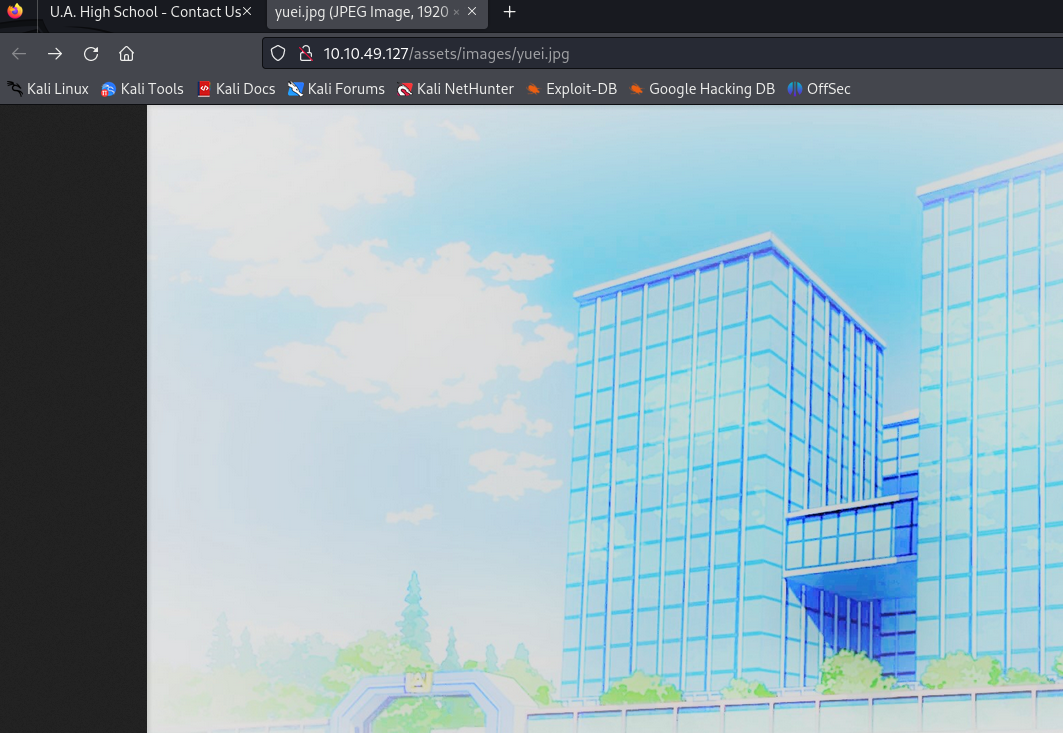 U.A. High School - Contact Us
yuei.jpg (JPEG Image, 1920
10.10.49.127/assets/images/yuei.jpg
Kali Linux Kali Tools Kali Docs Kali Forums Kali NetHunter Exploit-DB Google Hacking DB OffSec